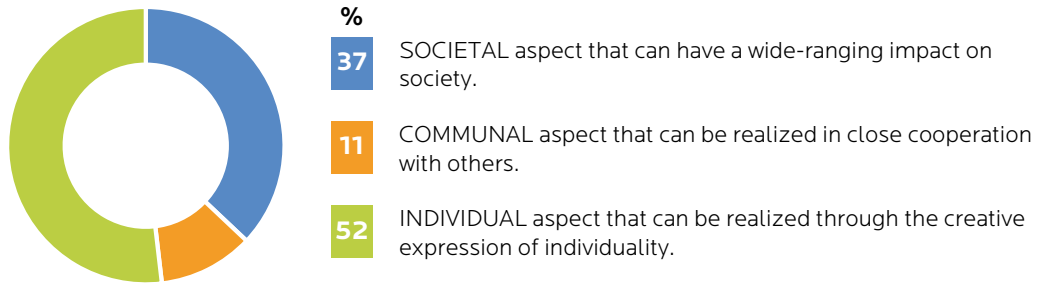 %
37
SOCIETAL aspect that can have a wide-ranging impact on
society.
11
COMMUNAL aspect that can be realized in close cooperation
with others.
52
INDIVIDUAL aspect that can be realized through the creative
expression of individuality.